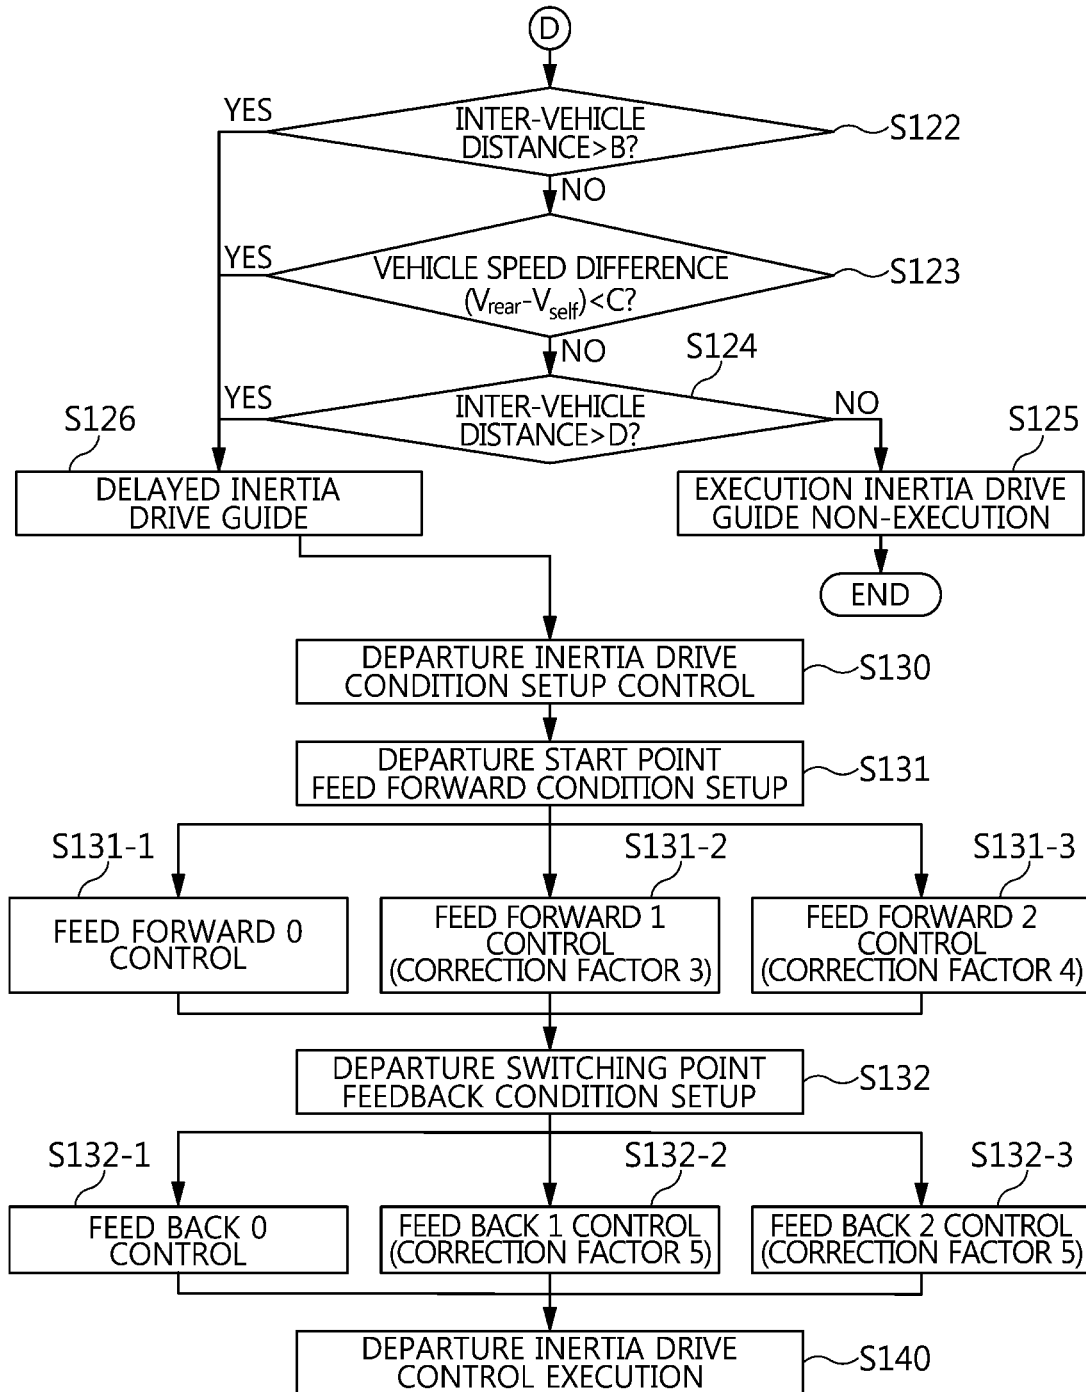 D
YES
INTER-VEHICLE
DISTANCE>B?
S122
NO
YES
VEHICLE SPEED DIFFERENCE
(Vrear-Vself)<C?
S123
NO
S124
YES
INTER-VEHICLE
DISTANCE>D?
NO
S126
S125
DELAYED INERTIA
DRIVE GUIDE
EXECUTION INERTIA DRIVE
GUIDE NON-EXECUTION
END
DEPARTURE INERTIA DRIVE
CONDITION SETUP CONTROL
S130
DEPARTURE START POINT
FEED FORWARD CONDITION SETUP
S131
S131-1
S131-2
S131-3
FEED FORWARD 0
CONTROL
FEED FORWARD 1
CONTROL
(CORRECTION FACTOR 3)
FEED FORWARD 2
CONTROL
(CORRECTION FACTOR 4)
DEPARTURE SWITCHING POINT
FEEDBACK CONDITION SETUP
S132
S132-1
S132-2
S132-3
FEED BACK 0
CONTROL
FEED BACK 1 CONTROL
(CORRECTION FACTOR 5)
FEED BACK 2 CONTROL
(CORRECTION FACTOR 5)
DEPARTURE INERTIA DRIVE
CONTROL EXECUTION
S140